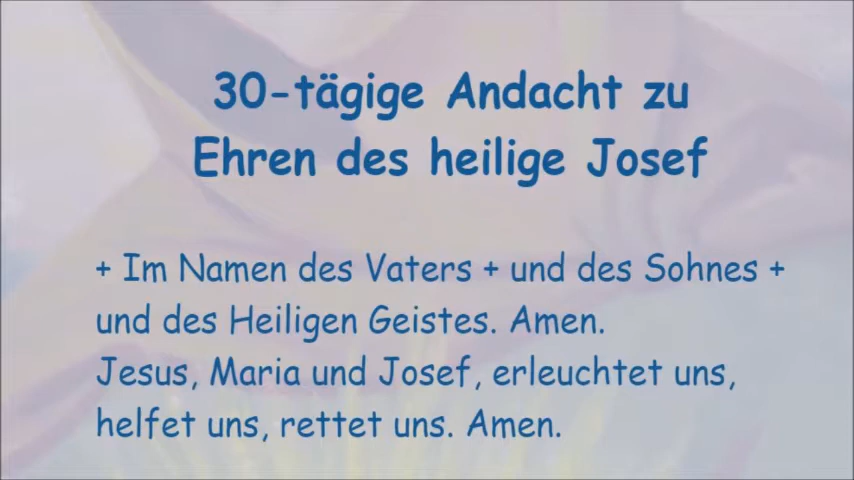 30-tägige Andacht zu
Ehren des heilige Josef
+ Im Namen des Vaters + und des Sohnes +
und des Heiligen Geistes. Amen.
Jesus, Maria und Josef, erleuchtet uns,
helfet uns, rettet uns. Amen.